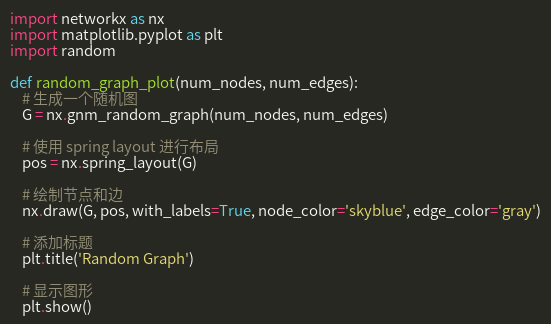 import networkx as nx
import matplotlib.pyplot as plt
import random

def random_graph_plot(num_nodes, num_edges):
    # 生成一个随机图
    G = nx.gnm_random_graph(num_nodes, num_edges)

    # 使用 spring layout 进行布局
    pos = nx.spring_layout(G)

    # 绘制节点和边
    nx.draw(G, pos, with_labels=True, node_color='skyblue', edge_color='gray')

    # 添加标题
    plt.title('Random Graph')

    # 显示图形
    plt.show()